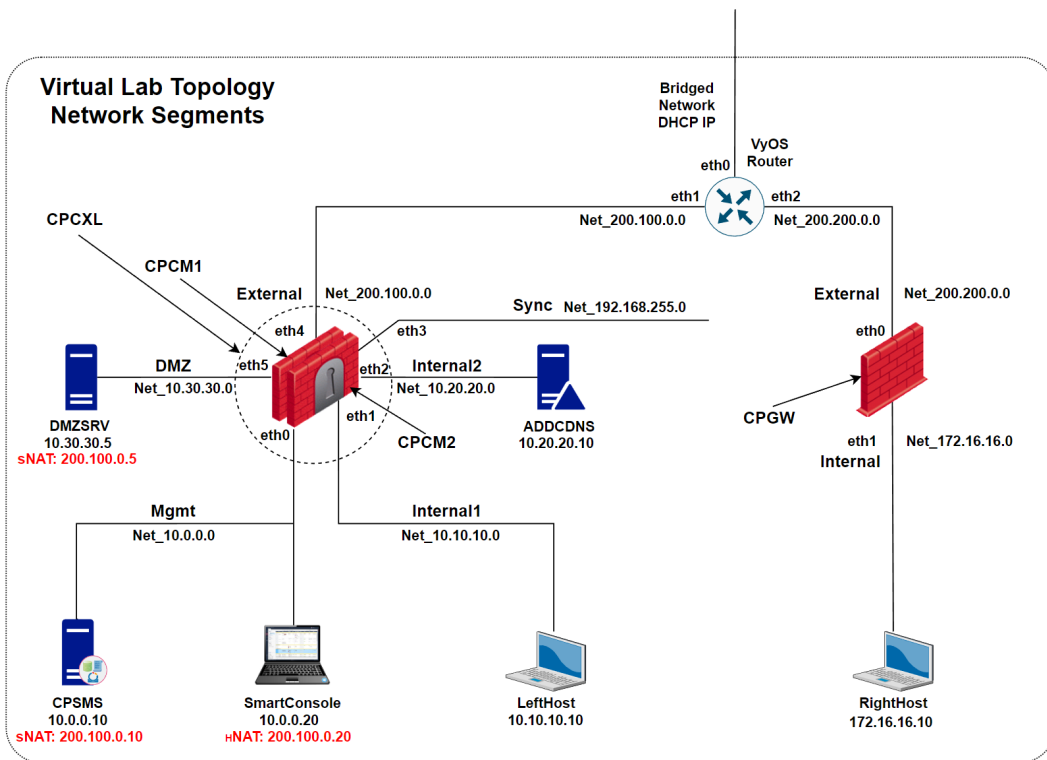 Virtual Lab Topology
Network Segments
Bridged
Network
DHCP IP
VyOS
Router
eth0
eth1
eth2
Net_200.100.0.0
Net_200.200.0.0
CPCXL
CPCM1
External
Net_200.100.0.0
Sync
Net_192.168.255.0
External
Net_200.200.0.0
eth4
eth3
eth0
DMZ
eth5
eth2
Internal2
Net_10.30.30.0
Net_10.20.20.0
eth1
CPGW
DMZSRV
10.30.30.5
sNAT: 200.100.0.5
eth0
CPCM2
ADDCDNS
10.20.20.10
eth1
Internal
Net_172.16.16.0
Mgmt
Net_10.0.0.0
Internal1
Net_10.10.10.0
CPSMS
10.0.0.10
sNAT: 200.100.0.10
SmartConsole
10.0.0.20
HNAT: 200.100.0.20
LeftHost
10.10.10.10
RightHost
172.16.16.10